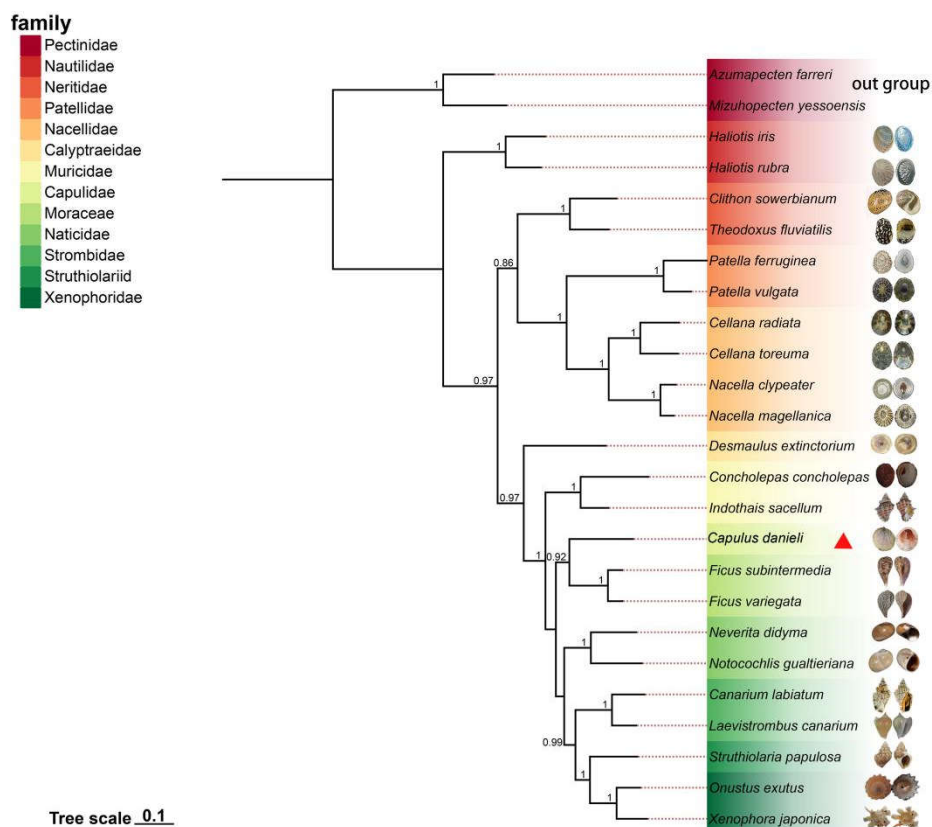 family
Pectinidae
Nautilidae
Neritidae
Patellidae
Nacellidae
Calyptraeidae
Muricidae
Capulidae
Moraceae
Naticidae
Strombidae
Struthiolariid
Xenophoridae
1
Azumapecten farreri
out group
Mizuhopecten yessoensis
1
Haliotis iris
Haliotis rubra
1
Clithon sowerbianum
Theodoxus fluviatilis
0.86
1
Patella ferruginea
Patella vulgata
1
1
Cellana radiata
Cellana toreuma
1
1
Nacella clypeater
Nacella magellanica
0.97
Desmaulus extinctorium
0.97
1
Concholepas concholepas
Indothais sacellum
1
0.92
Capulus danieli
1
Ficus subintermedia
Ficus variegata
1
Neverita didyma
Notocochlis gualtieriana
1
Canarium labiatum
Laevistrombus canarium
0.99
1
Struthiolaria papulosa
1
Onustus exutus
Xenophora japonica
Tree scale 0.1